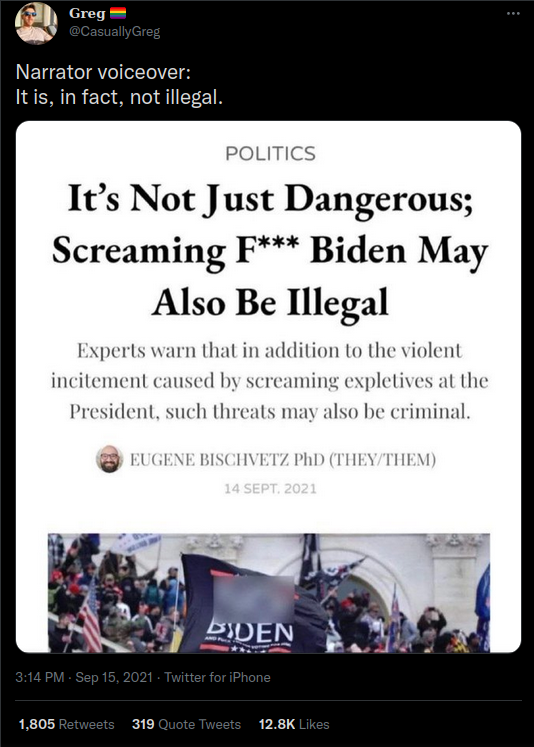 Greg
@CasuallyGreg
Narrator voiceover:
It is, in fact, not illegal.
POLITICS
It's Not Just Dangerous;
Screaming F*** Biden May
Also Be Illegal
Experts warn that in addition to the violent
incitement caused by screaming expletives at the
President, such threats may also be criminal.
EUGENE BISCHVETZ PhD (THEY/THEM)
14 SEPT. 2021
BIDEN
3:14 PM · Sep 15, 2021 · Twitter for iPhone
1,805 Retweets 319 Quote Tweets 12.8K Likes